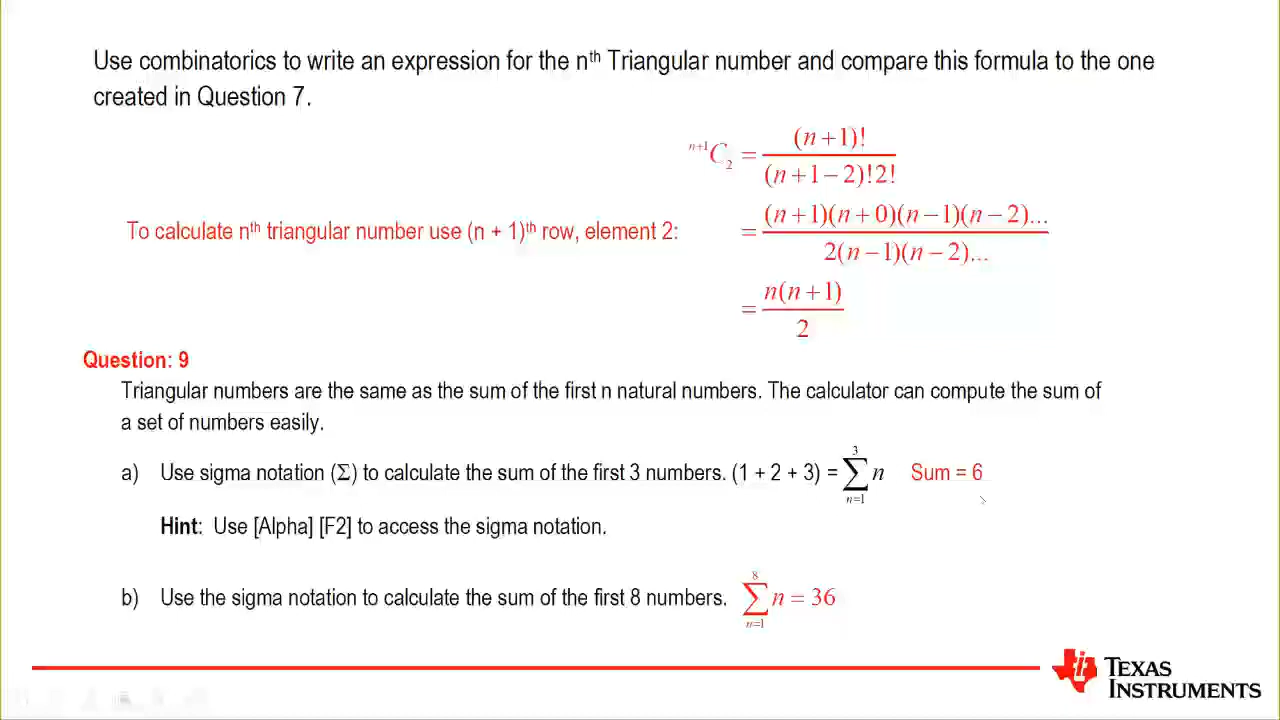 Use combinatorics to write an expression for the nᵗʰ Triangular number and compare this formula to the one
created in Question 7.
ⁿ⁺¹C₂ = (n+1)! / (n+1−2)!2!
To calculate nᵗʰ triangular number use (n + 1)ᵗʰ row, element 2:
= (n+1)(n+0)(n−1)(n−2)... / 2(n−1)(n−2)...
= n(n+1) / 2
Question: 9
Triangular numbers are the same as the sum of the first n natural numbers. The calculator can compute the sum of
a set of numbers easily.
a) Use sigma notation (Σ) to calculate the sum of the first 3 numbers. (1 + 2 + 3) = ∑ₙ₌₁³ n Sum = 6
Hint: Use [Alpha] [F2] to access the sigma notation.
b) Use the sigma notation to calculate the sum of the first 8 numbers. ∑ₙ₌₁⁸ n = 36
TEXAS
INSTRUMENTS